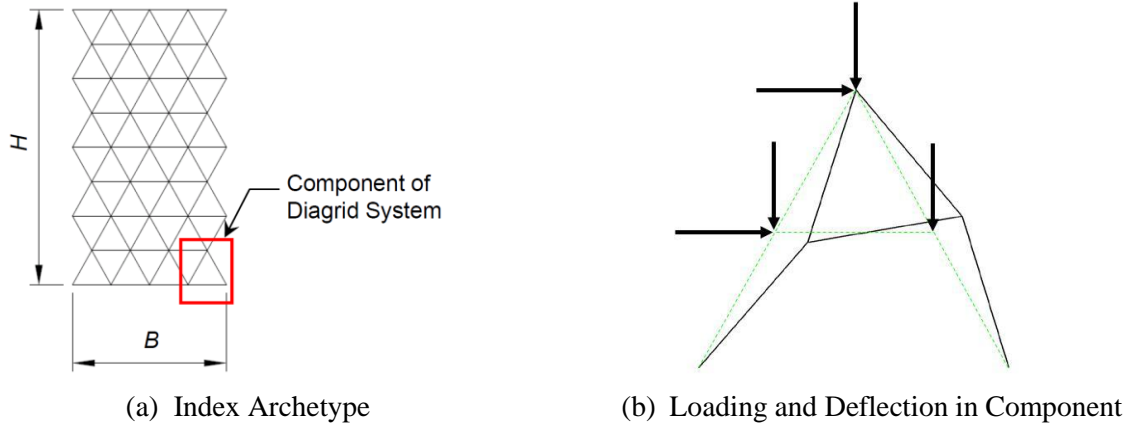 H
Component of
Diagrid System
B
(a) Index Archetype
(b) Loading and Deflection in Component